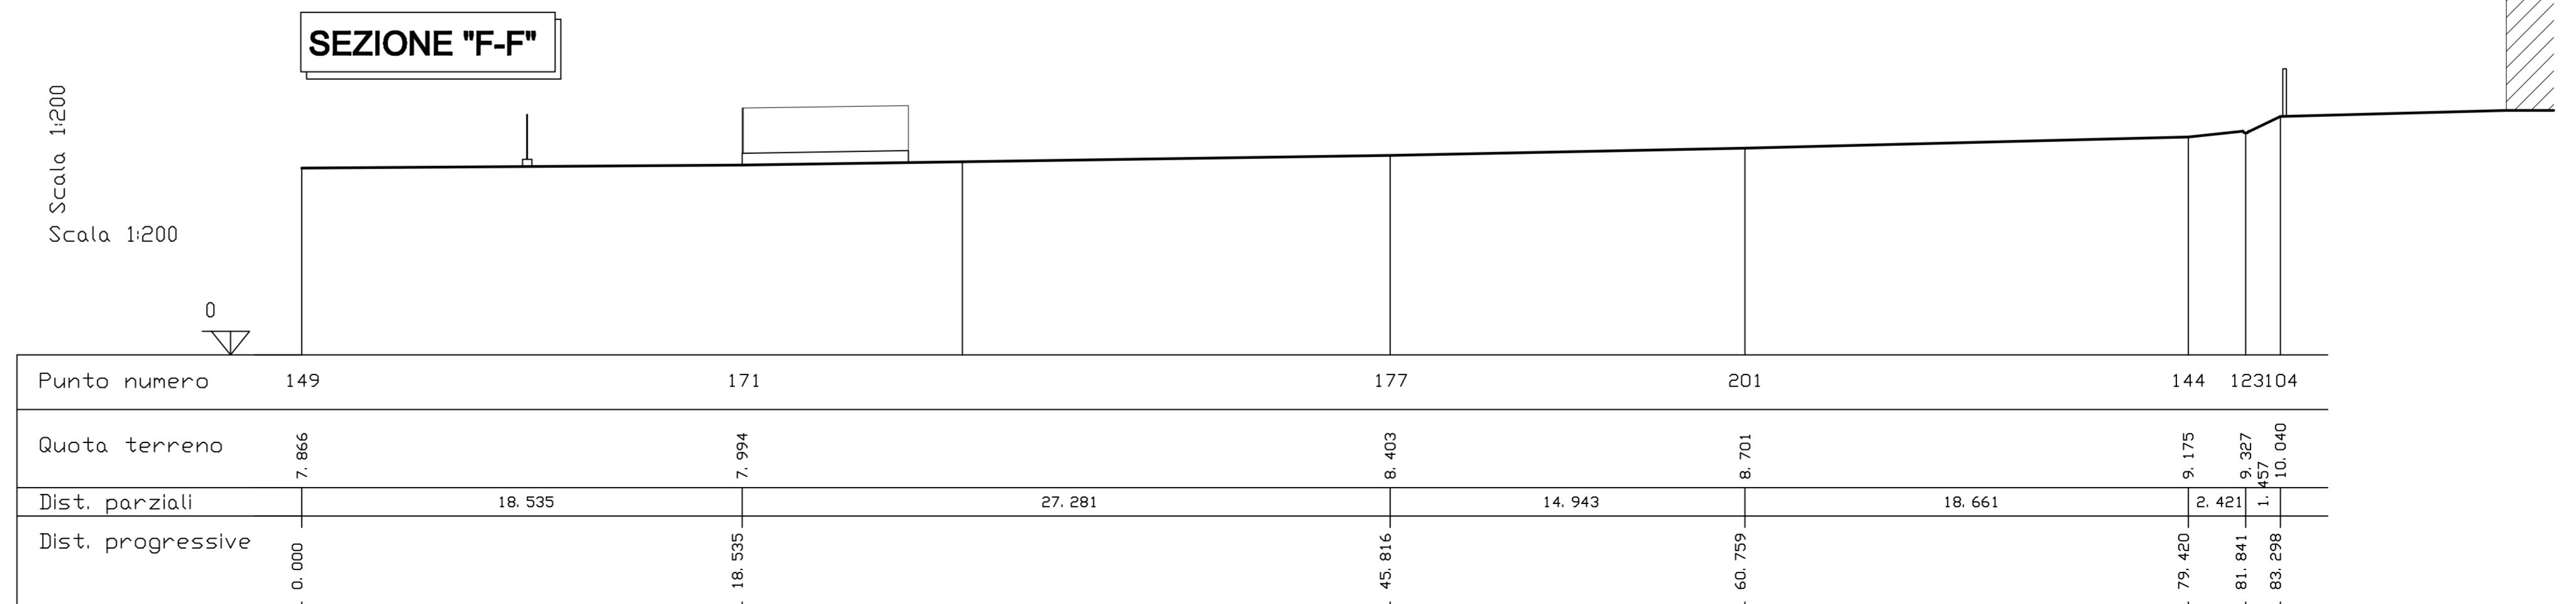 SEZIONE "F-F"
Scala 1:200
Scala 1:200
0
Punto numero 149 171 177 201 144 123 104
Quota terreno 7.866 7.994 8.403 8.701 9.175 9.327 10.040
Dist. parziali 18.535 27.281 14.943 18.661 2.421 1.457
Dist. progressive 0.000 18.535 45.816 60.759 79.420 81.841 83.298